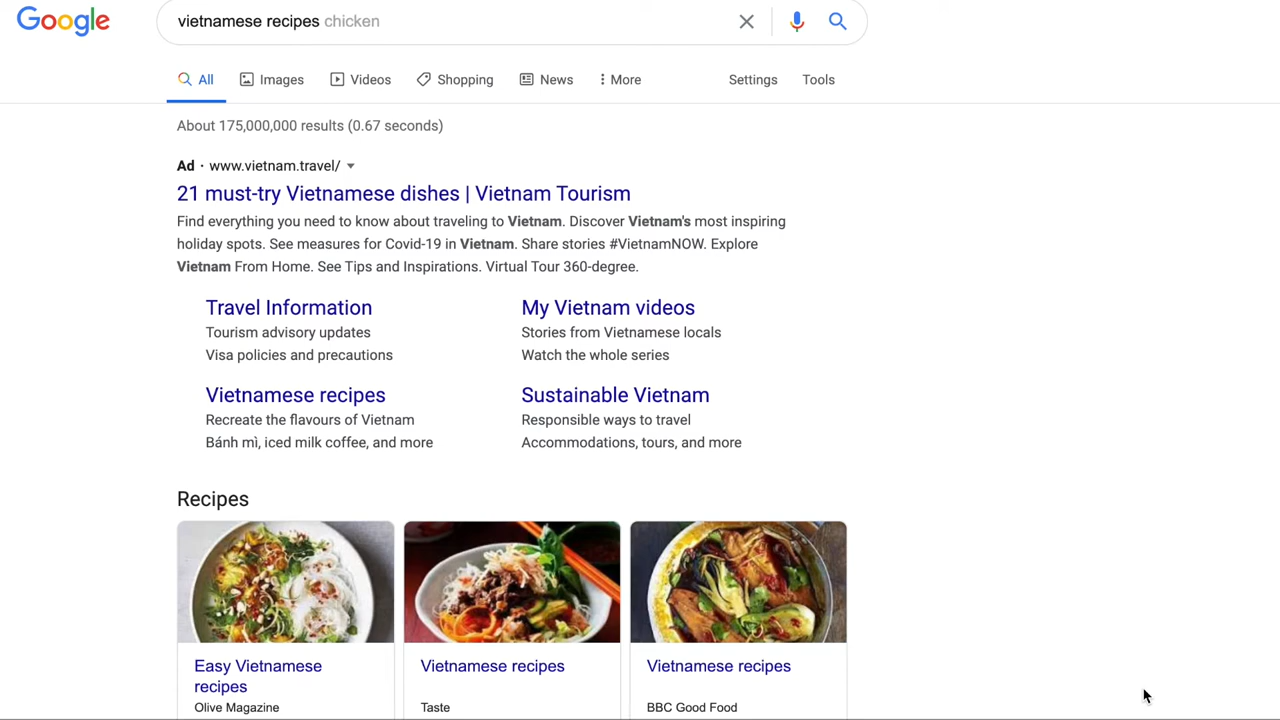 Google
vietnamese recipes chicken
All Images Videos Shopping News More Settings Tools
About 175,000,000 results (0.67 seconds)
Ad · www.vietnam.travel/
21 must-try Vietnamese dishes | Vietnam Tourism
Find everything you need to know about traveling to Vietnam. Discover Vietnam's most inspiring
holiday spots. See measures for Covid-19 in Vietnam. Share stories #VietnamNOW. Explore
Vietnam From Home. See Tips and Inspirations. Virtual Tour 360-degree.
Travel Information
Tourism advisory updates
Visa policies and precautions
My Vietnam videos
Stories from Vietnamese locals
Watch the whole series
Vietnamese recipes
Recreate the flavours of Vietnam
Bánh mì, iced milk coffee, and more
Sustainable Vietnam
Responsible ways to travel
Accommodations, tours, and more
Recipes
Easy Vietnamese
recipes
Olive Magazine
Vietnamese recipes
Taste
Vietnamese recipes
BBC Good Food